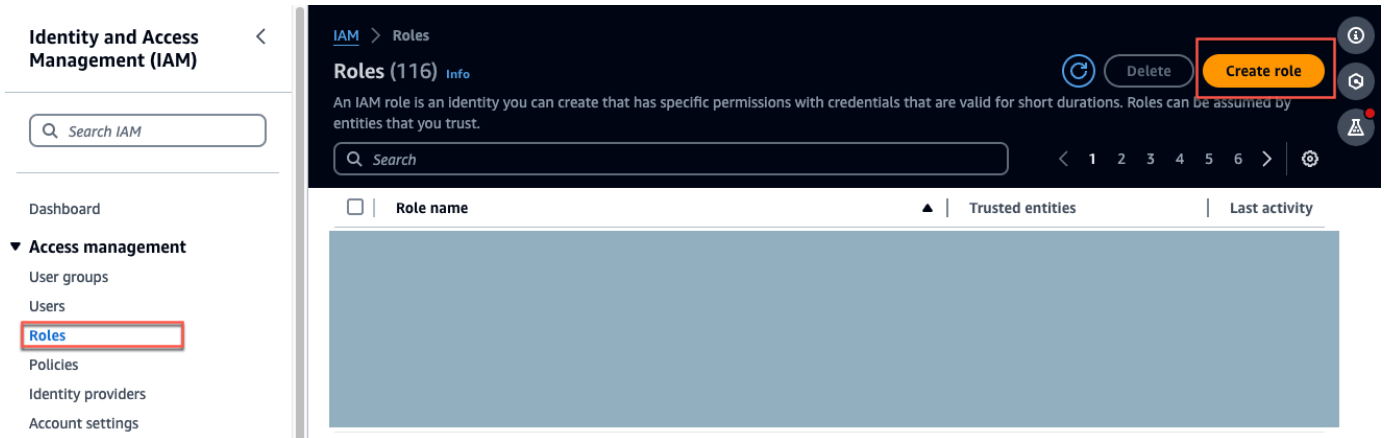 Identity and Access
Management (IAM)
Search IAM
Dashboard
Access management
User groups
Users
Roles
Policies
Identity providers
Account settings
IAM > Roles
Roles (116) Info
Delete
Create role
An IAM role is an identity you can create that has specific permissions with credentials that are valid for short durations. Roles can be assumed by
entities that you trust.
Search
1 2 3 4 5 6
Role name
Trusted entities
Last activity